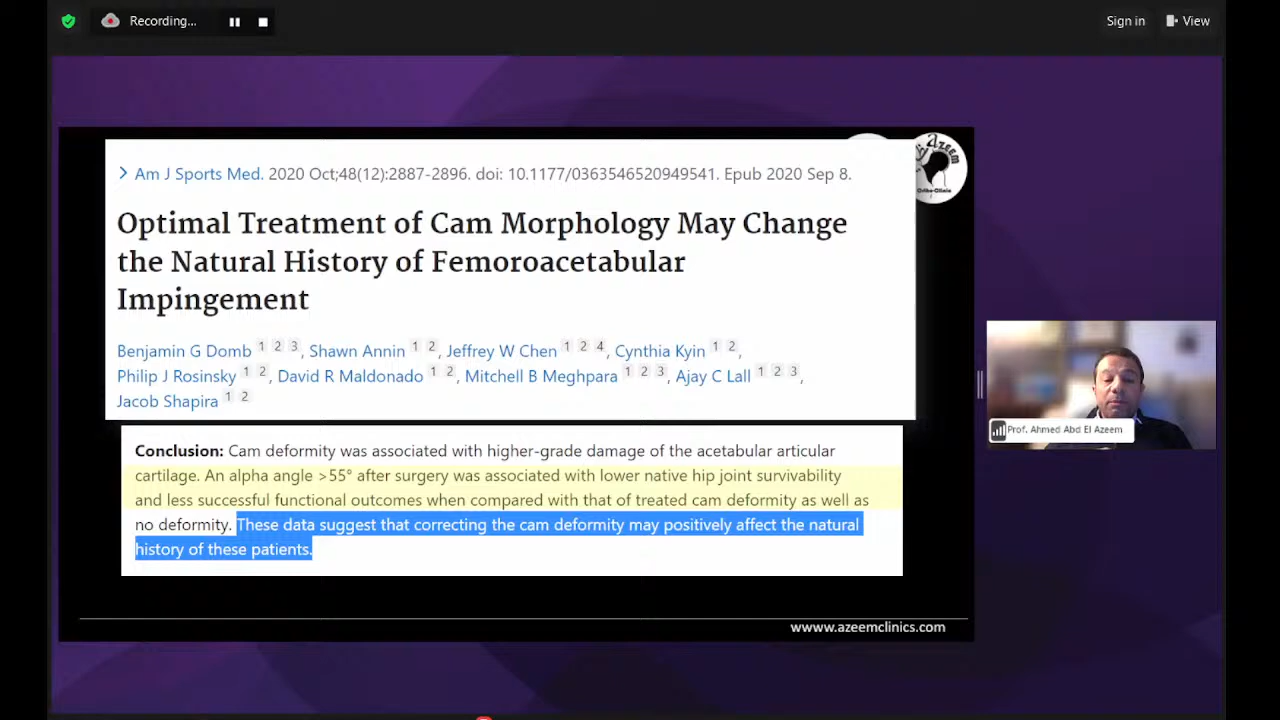 Recording...
Sign in
View
Am J Sports Med. 2020 Oct;48(12):2887-2896. doi: 10.1177/0363546520949541. Epub 2020 Sep 8.
Azeem
Ortho-Clinic
Optimal Treatment of Cam Morphology May Change
the Natural History of Femoroacetabular
Impingement
Benjamin G Domb 1 2 3, Shawn Annin 1 2, Jeffrey W Chen 1 2 4, Cynthia Kyin 1 2,
Philip J Rosinsky 1 2, David R Maldonado 1 2, Mitchell B Meghpara 1 2 3, Ajay C Lall 1 2 3,
Jacob Shapira 1 2
Prof. Ahmed Abd El Azeem
Conclusion: Cam deformity was associated with higher-grade damage of the acetabular articular
cartilage. An alpha angle >55° after surgery was associated with lower native hip joint survivability
and less successful functional outcomes when compared with that of treated cam deformity as well as
no deformity. These data suggest that correcting the cam deformity may positively affect the natural
history of these patients.
wwww.azeemclinics.com